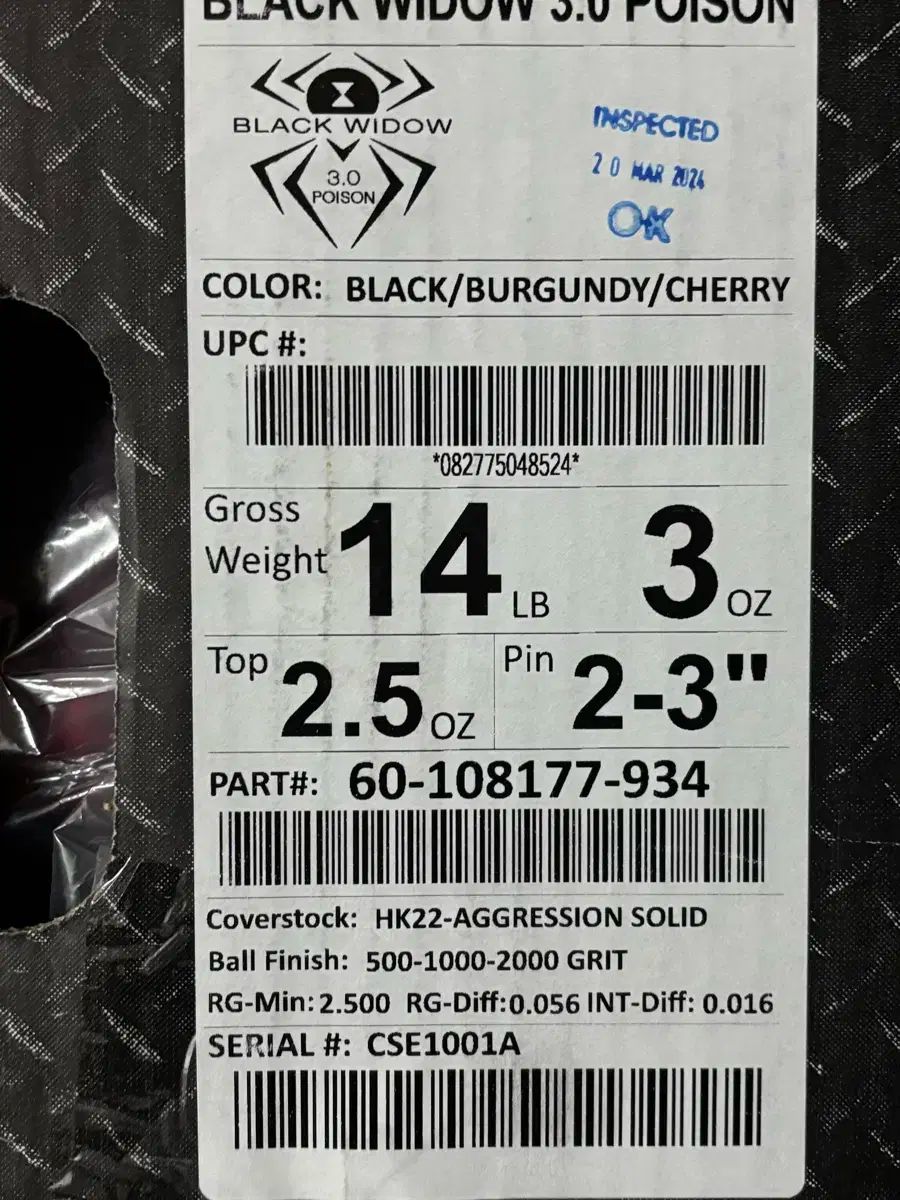 BLACK WIDOW 3.0 POISON
BLACK WIDOW
3.0
POISON
INSPECTED
20 MAR 2024
OK
COLOR: BLACK/BURGUNDY/CHERRY
UPC #:
*082775048524*
Gross
Weight 14 LB 3 OZ
Top 2.5 OZ Pin 2-3"
PART#: 60-108177-934
Coverstock: HK22-AGGRESSION SOLID
Ball Finish: 500-1000-2000 GRIT
RG-Min: 2.500 RG-Diff: 0.056 INT-Diff: 0.016
SERIAL #: CSE1001A